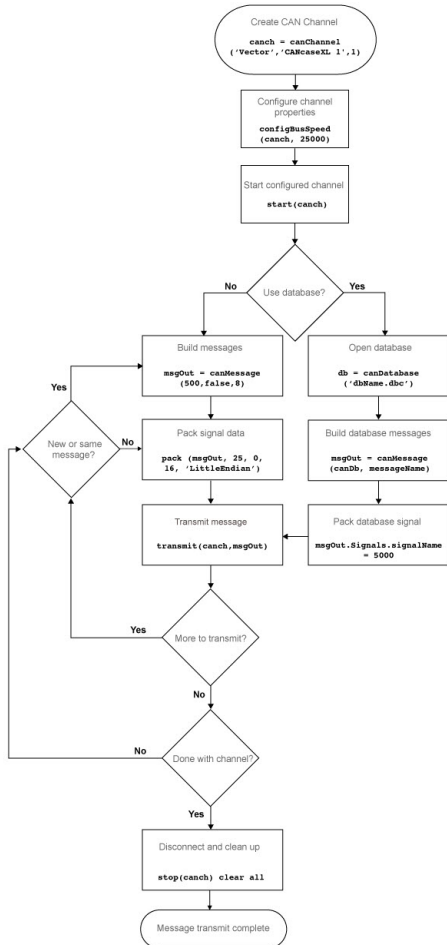 Create CAN Channel
canch = canChannel
('Vector','CANcaseXL 1',1)
Configure channel
properties
configBusSpeed
(canch, 25000)
Start configured channel
start(canch)
Use database?
No
Yes
Build messages
msgOut = canMessage
(500,false,8)
Open database
db = canDatabase
('dbName.dbc')
Yes
New or same
message?
No
Pack signal data
pack (msgOut, 25, 0,
16, 'LittleEndian')
Build database messages
msgOut = canMessage
(canDb, messageName)
Transmit message
transmit(canch,msgOut)
Pack database signal
msgOut.Signals.signalName
= 5000
Yes
More to transmit?
No
No
Done with channel?
Yes
Disconnect and clean up
stop(canch) clear all
Message transmit complete